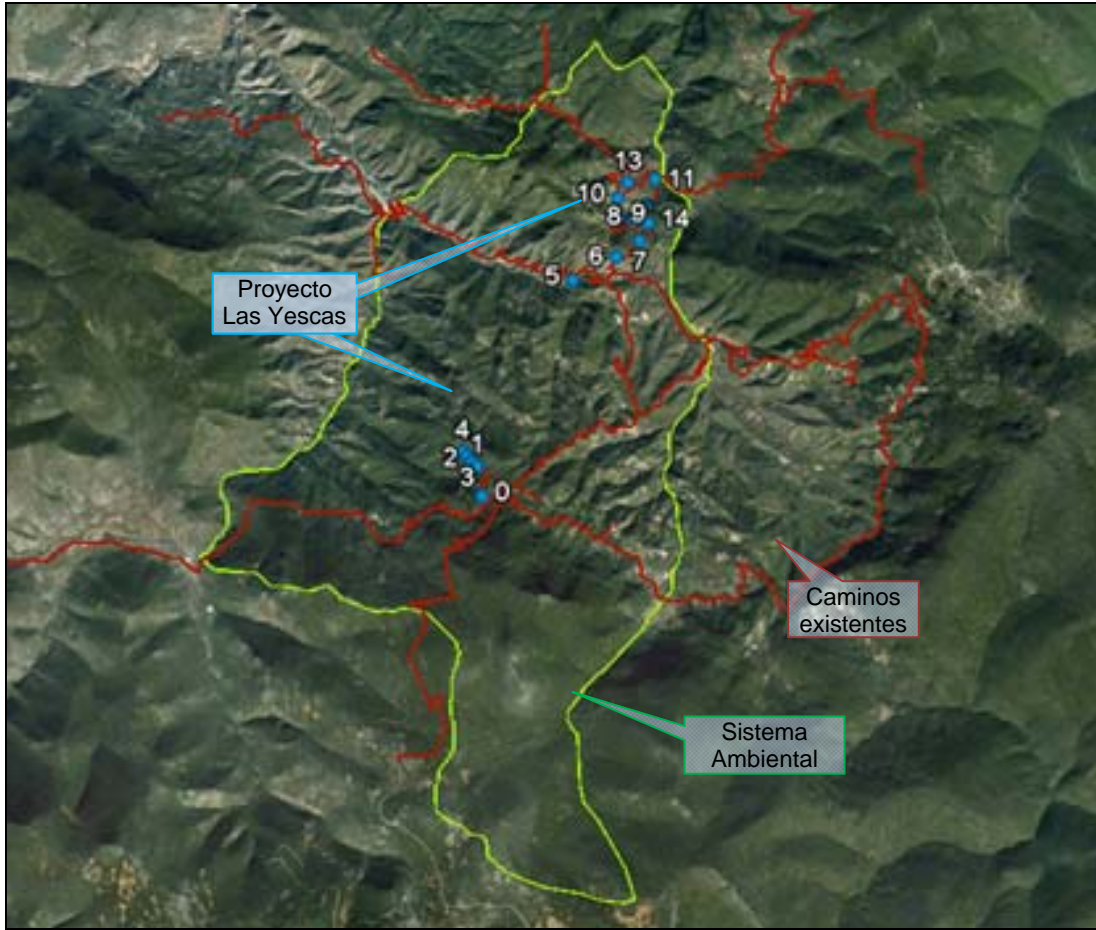 13
11
10
8
9
14
6
7
5
Proyecto
Las Yescas
4
1
2
3
0
Caminos
existentes
Sistema
Ambiental